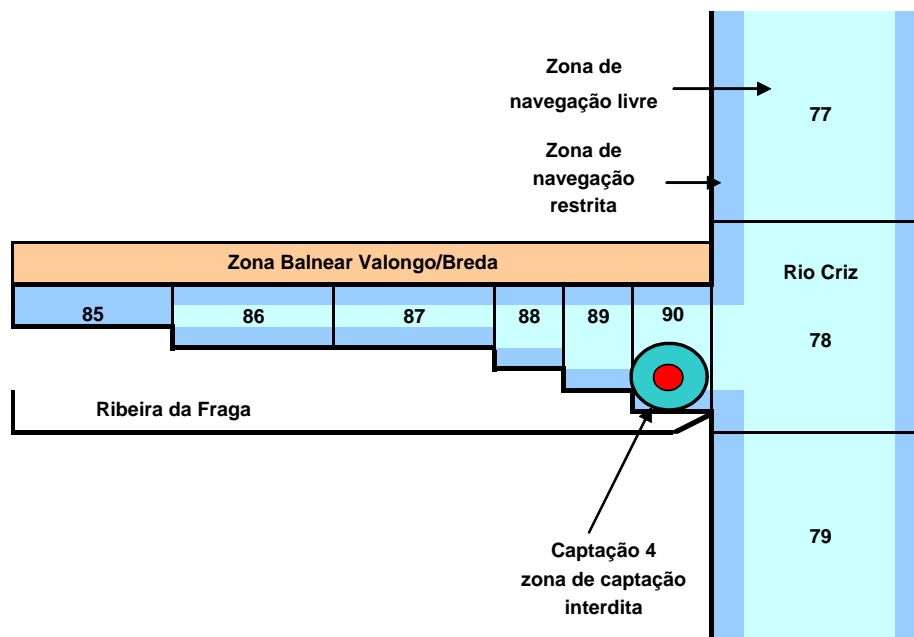 Zona de
navegação livre
77
Zona de
navegação
restrita
Zona Balnear Valongo/Breda
Rio Criz
85
86
87
88
89
90
78
Ribeira da Fraga
79
Captação 4
zona de captação
interdita